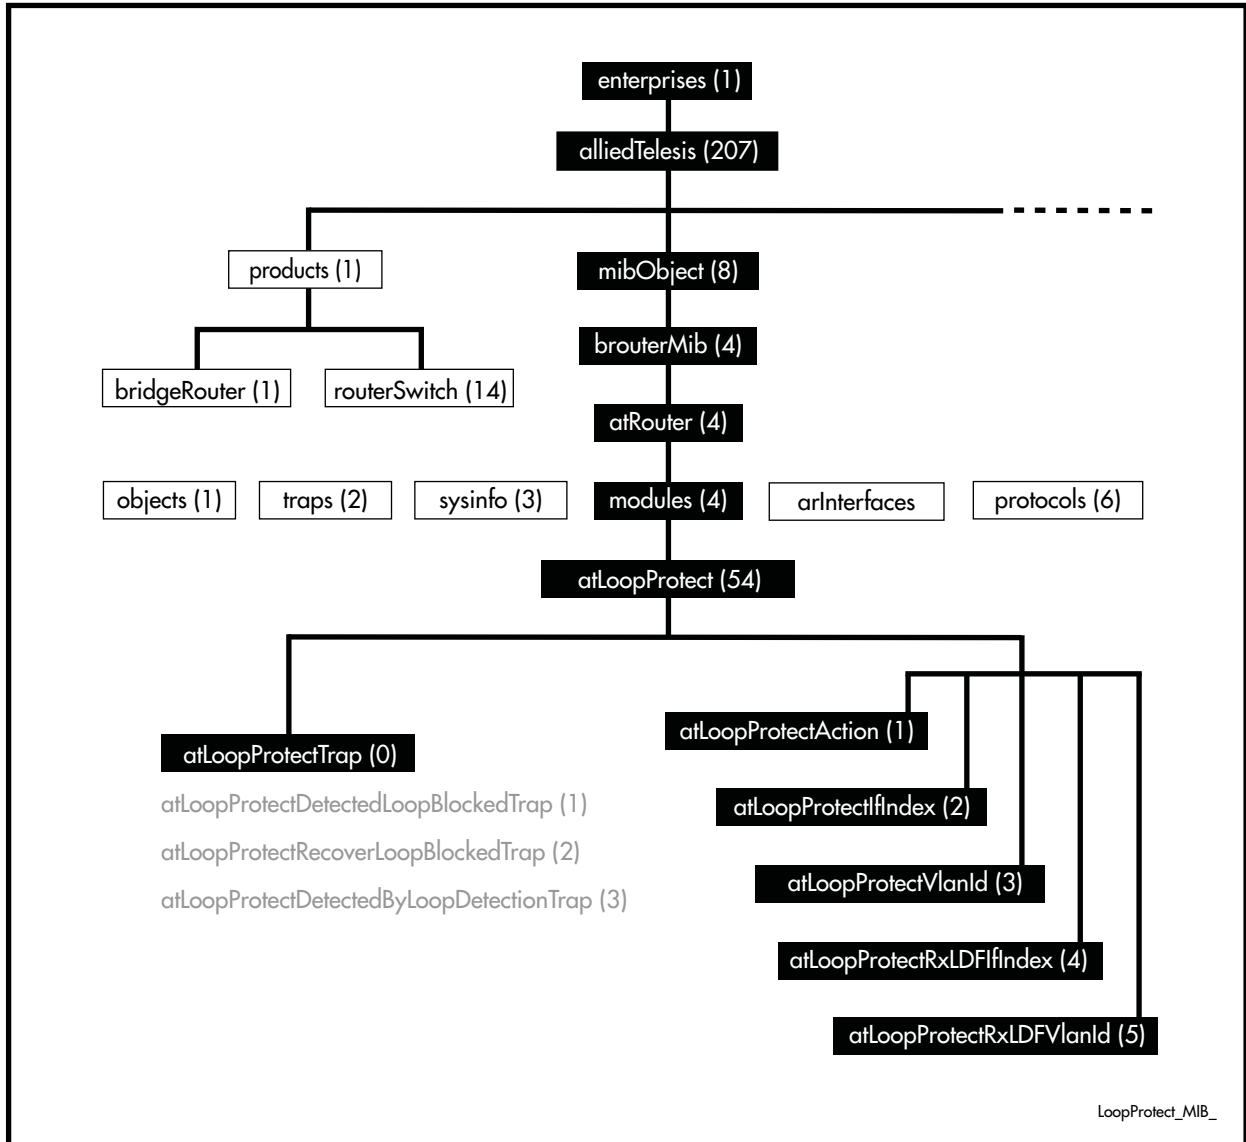 enterprises (1)
alliedTelesis (207)
products (1)
mibObject (8)
brouterMib (4)
bridgeRouter (1)
routerSwitch (14)
atRouter (4)
objects (1)
traps (2)
sysinfo (3)
modules (4)
arInterfaces
protocols (6)
atLoopProtect (54)
atLoopProtectAction (1)
atLoopProtectTrap (0)
atLoopProtectDetectedLoopBlockedTrap (1)
atLoopProtectIfIndex (2)
atLoopProtectRecoverLoopBlockedTrap (2)
atLoopProtectVlanId (3)
atLoopProtectDetectedByLoopDetectionTrap (3)
atLoopProtectRxLDFIfIndex (4)
atLoopProtectRxLDFVlanId (5)
LoopProtect_MIB_